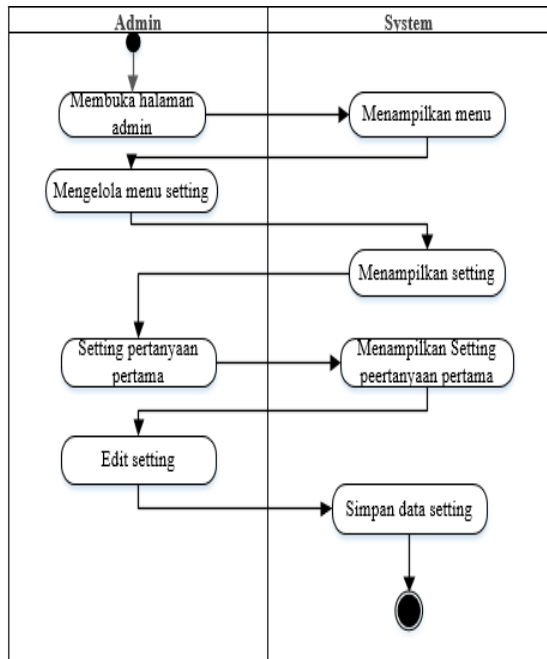 Admin
System
Membuka halaman
admin
Menampilkan menu
Mengelola menu setting
Menampilkan setting
Setting pertanyaan
pertama
Menampilkan Setting
peertanyaan pertama
Edit setting
Simpan data setting